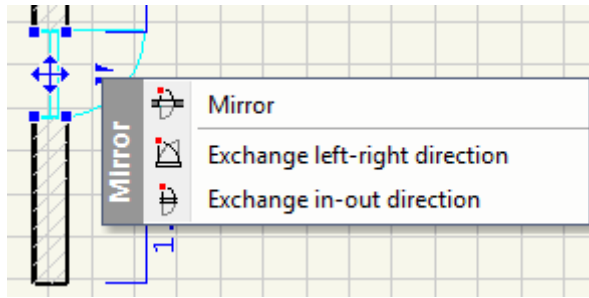 Mirror
Mirror
Exchange left-right direction
Exchange in-out direction